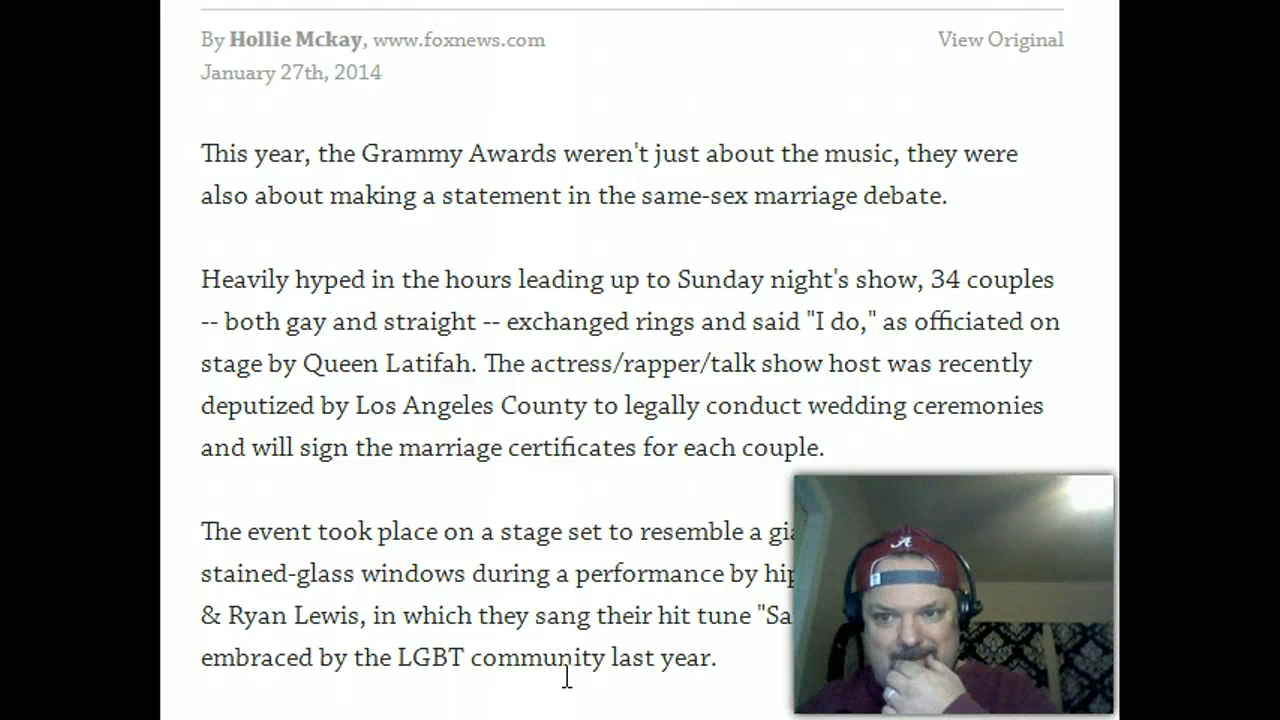 By Hollie Mckay, www.foxnews.com
View Original
January 27th, 2014
This year, the Grammy Awards weren't just about the music, they were
also about making a statement in the same-sex marriage debate.
Heavily hyped in the hours leading up to Sunday night's show, 34 couples
-- both gay and straight -- exchanged rings and said "I do," as officiated on
stage by Queen Latifah. The actress/rapper/talk show host was recently
deputized by Los Angeles County to legally conduct wedding ceremonies
and will sign the marriage certificates for each couple.
The event took place on a stage set to resemble a
stained-glass windows during a performance by
& Ryan Lewis, in which they sang their hit tune
embraced by the LGBT community last year.
A